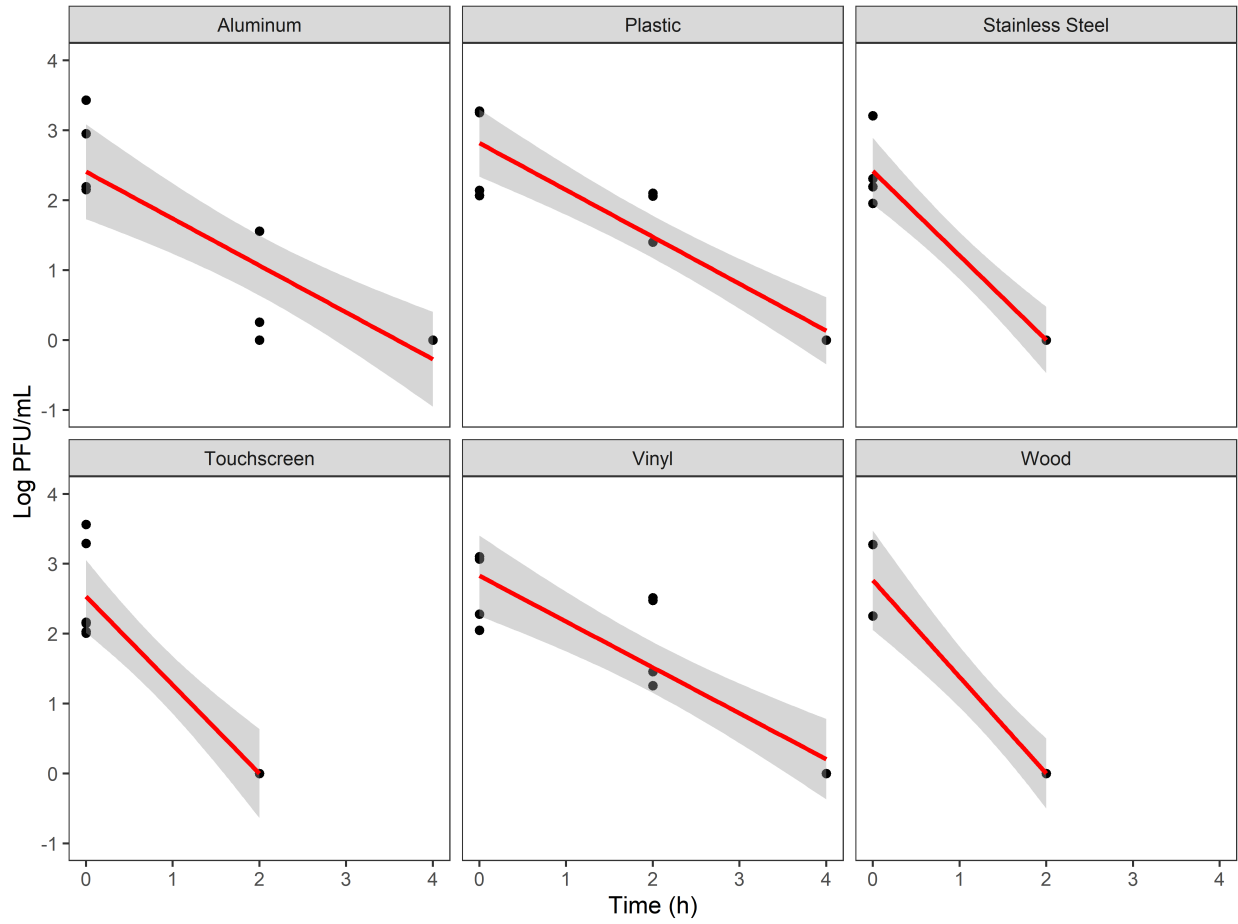 Aluminum Plastic Stainless Steel
4
3
2
1
0
-1
Touchscreen Vinyl Wood
4
3
2
1
0
-1
0 1 2 3 4 0 1 2 3 4 0 1 2 3 4
Time (h)
Log PFU/mL